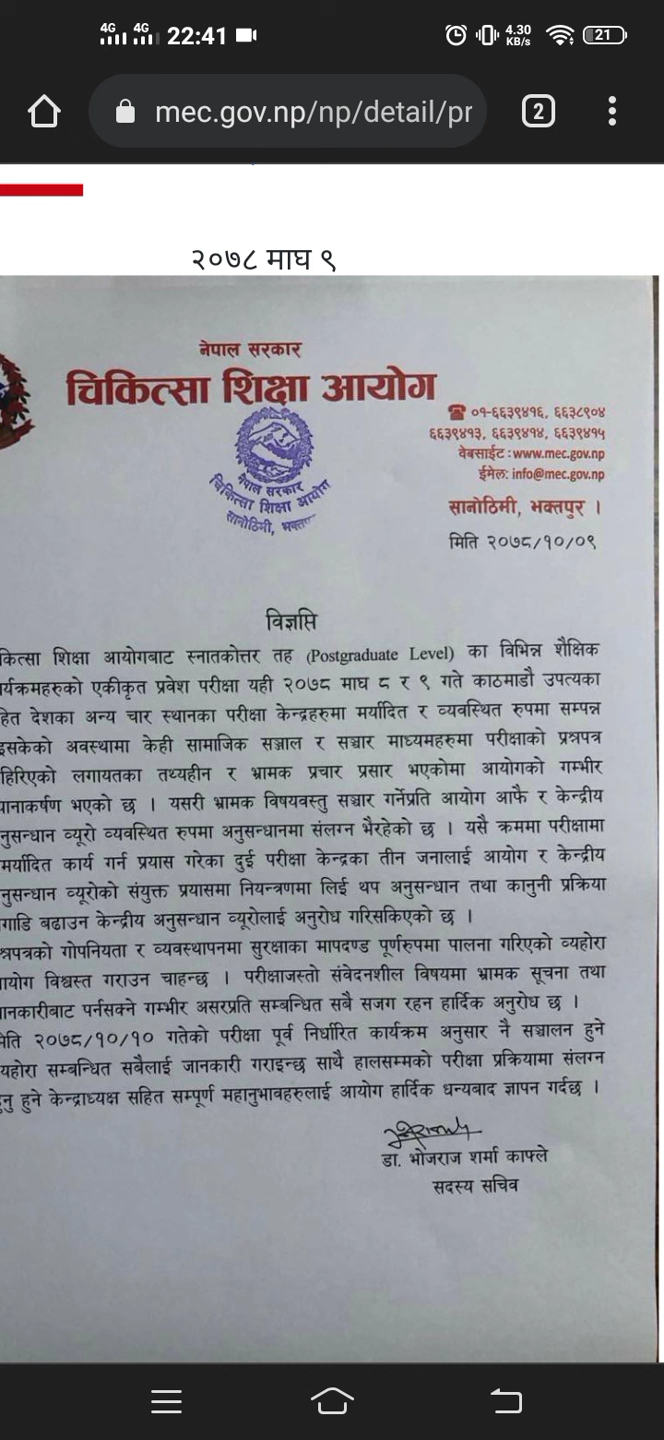 4G 4G 22:41 4.30 KB/s 21
mec.gov.np/np/detail/pr 2
२०७८ माघ ९
नेपाल सरकार
चिकित्सा शिक्षा आयोग
०१-६६३९४१६, ६६३८९०४
६६३९४१३, ६६३९४१४, ६६३९४१५
वेबसाईट : www.mec.gov.np
ईमेल: info@mec.gov.np
नेपाल सरकार
चिकित्सा शिक्षा आयोग
सानोठिमी, भक्तपुर
सानोठिमी, भक्तपुर ।
मिति २०७८/१०/०९
विज्ञप्ति
कित्सा शिक्षा आयोगबाट स्नातकोत्तर तह (Postgraduate Level) का विभिन्न शैक्षिक
र्यक्रमहरुको एकीकृत प्रवेश परीक्षा यही २०७८ माघ ८ र ९ गते काठमाडौ उपत्यका
हित देशका अन्य चार स्थानका परीक्षा केन्द्रहरुमा मर्यादित र व्यवस्थित रुपमा सम्पन्न
इसकेको अवस्थामा केही सामाजिक सञ्जाल र सञ्चार माध्यमहरुमा परीक्षाको प्रश्नपत्र
हिरिएको लगायतका तथ्यहीन र भ्रामक प्रचार प्रसार भएकोमा आयोगको गम्भीर
यानाकर्षण भएको छ । यसरी भ्रामक विषयवस्तु सञ्चार गर्नेप्रति आयोग आफै र केन्द्रीय
नुसन्धान व्यूरो व्यवस्थित रुपमा अनुसन्धानमा संलग्न भैरहेको छ । यसै क्रममा परीक्षामा
मर्यादित कार्य गर्न प्रयास गरेका दुई परीक्षा केन्द्रका तीन जनालाई आयोग र केन्द्रीय
नुसन्धान व्यूरोको संयुक्त प्रयासमा नियन्त्रणमा लिई थप अनुसन्धान तथा कानुनी प्रक्रिया
गाडि बढाउन केन्द्रीय अनुसन्धान व्यूरोलाई अनुरोध गरिसकिएको छ ।
श्नपत्रको गोपनियता र व्यवस्थापनमा सुरक्षाका मापदण्ड पूर्णरुपमा पालना गरिएको व्यहोरा
ायोग विश्वस्त गराउन चाहन्छ । परीक्षाजस्तो संवेदनशील विषयमा भ्रामक सूचना तथा
ानकारीबाट पर्नसक्ने गम्भीर असरप्रति सम्बन्धित सबै सजग रहन हार्दिक अनुरोध छ ।
मिति २०७८/१०/१० गतेको परीक्षा पूर्व निर्धारित कार्यक्रम अनुसार नै सञ्चालन हुने
यहोरा सम्बन्धित सबैलाई जानकारी गराइन्छ साथै हालसम्मको परीक्षा प्रक्रियामा संलग्न
हुनु हुने केन्द्राध्यक्ष सहित सम्पूर्ण महानुभावहरुलाई आयोग हार्दिक धन्यबाद ज्ञापन गर्दछ ।
डा. भोजराज शर्मा काफ्ले
सदस्य सचिव